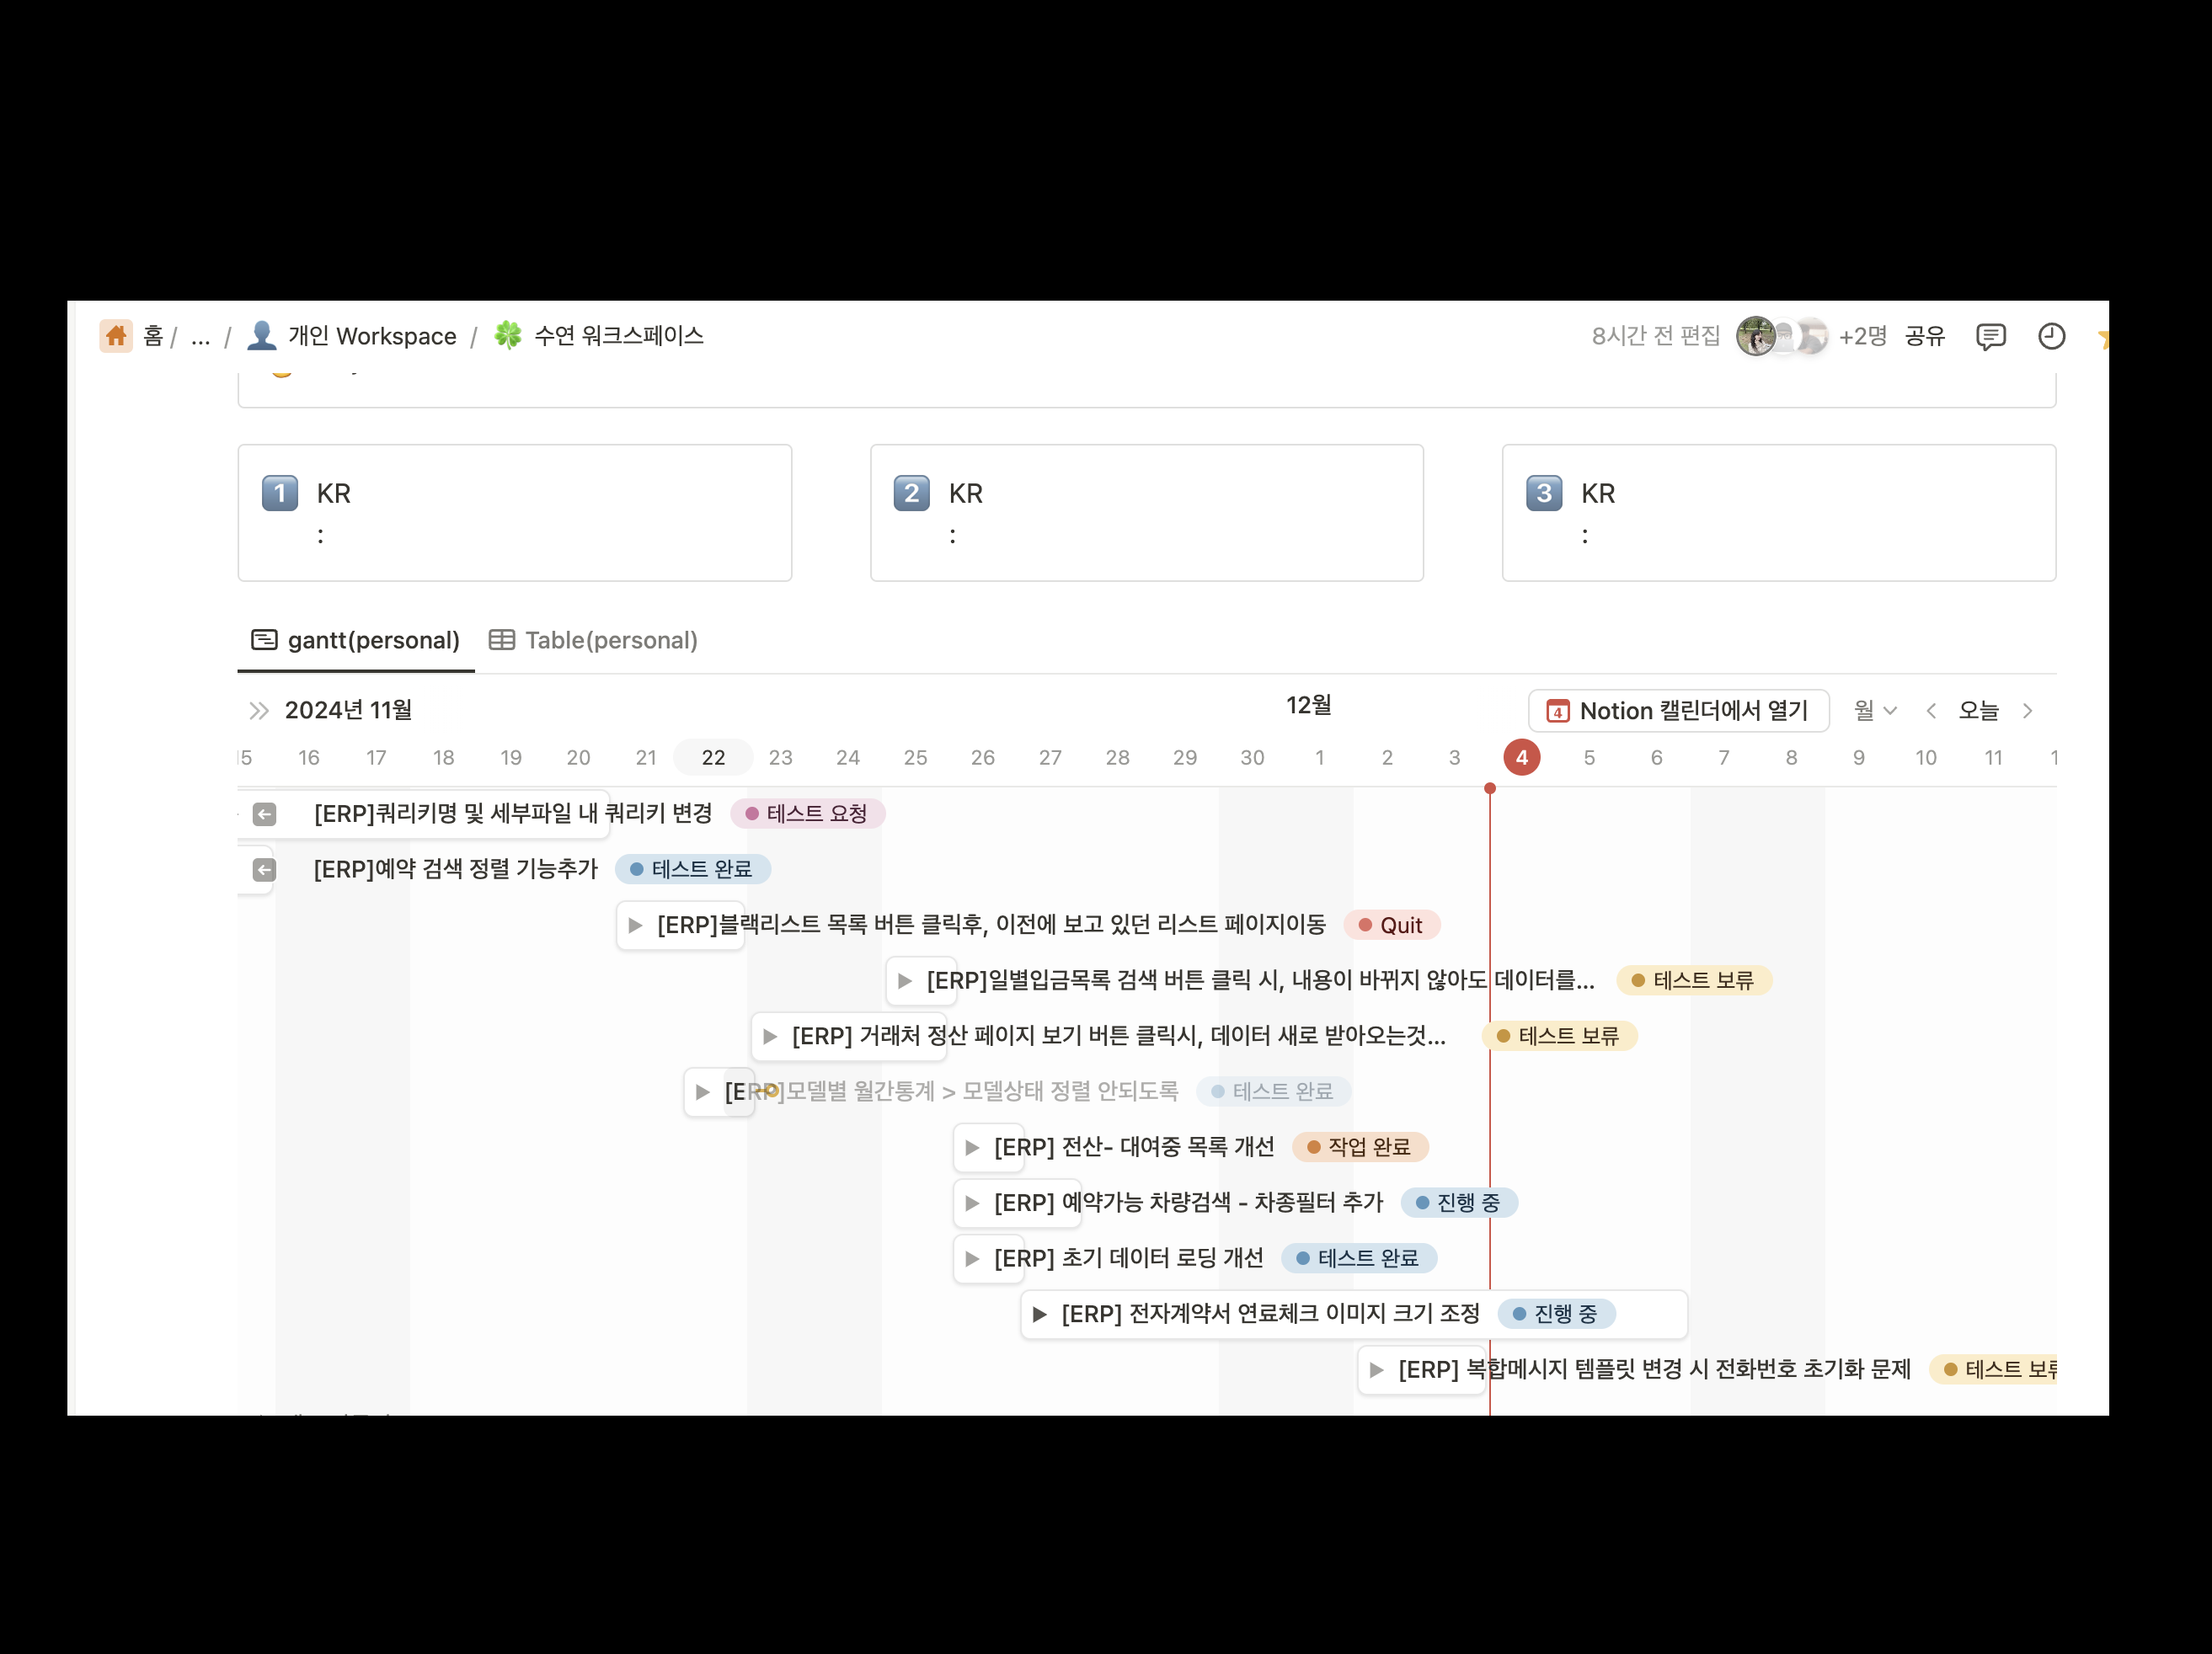 홈 / ... / 개인 Workspace / 수연 워크스페이스
8시간 전 편집 +2명 공유
1 KR
:
2 KR
:
3 KR
:
gantt(personal) Table(personal)
2024년 11월 12월 4 Notion 캘린더에서 열기 월 오늘
15 16 17 18 19 20 21 22 23 24 25 26 27 28 29 30 1 2 3 4 5 6 7 8 9 10 11
[ERP]쿼리키명 및 세부파일 내 쿼리키 변경 테스트 요청
[ERP]예약 검색 정렬 기능추가 테스트 완료
[ERP]블랙리스트 목록 버튼 클릭후, 이전에 보고 있던 리스트 페이지이동 Quit
[ERP]일별입금목록 검색 버튼 클릭 시, 내용이 바뀌지 않아도 데이터를... 테스트 보류
[ERP] 거래처 정산 페이지 보기 버튼 클릭시, 데이터 새로 받아오는것... 테스트 보류
[ERP]모델별 월간통계 > 모델상태 정렬 안되도록 테스트 완료
[ERP] 전산- 대여중 목록 개선 작업 완료
[ERP] 예약가능 차량검색 - 차종필터 추가 진행 중
[ERP] 초기 데이터 로딩 개선 테스트 완료
[ERP] 전자계약서 연료체크 이미지 크기 조정 진행 중
[ERP] 복합메시지 템플릿 변경 시 전화번호 초기화 문제 테스트 보류